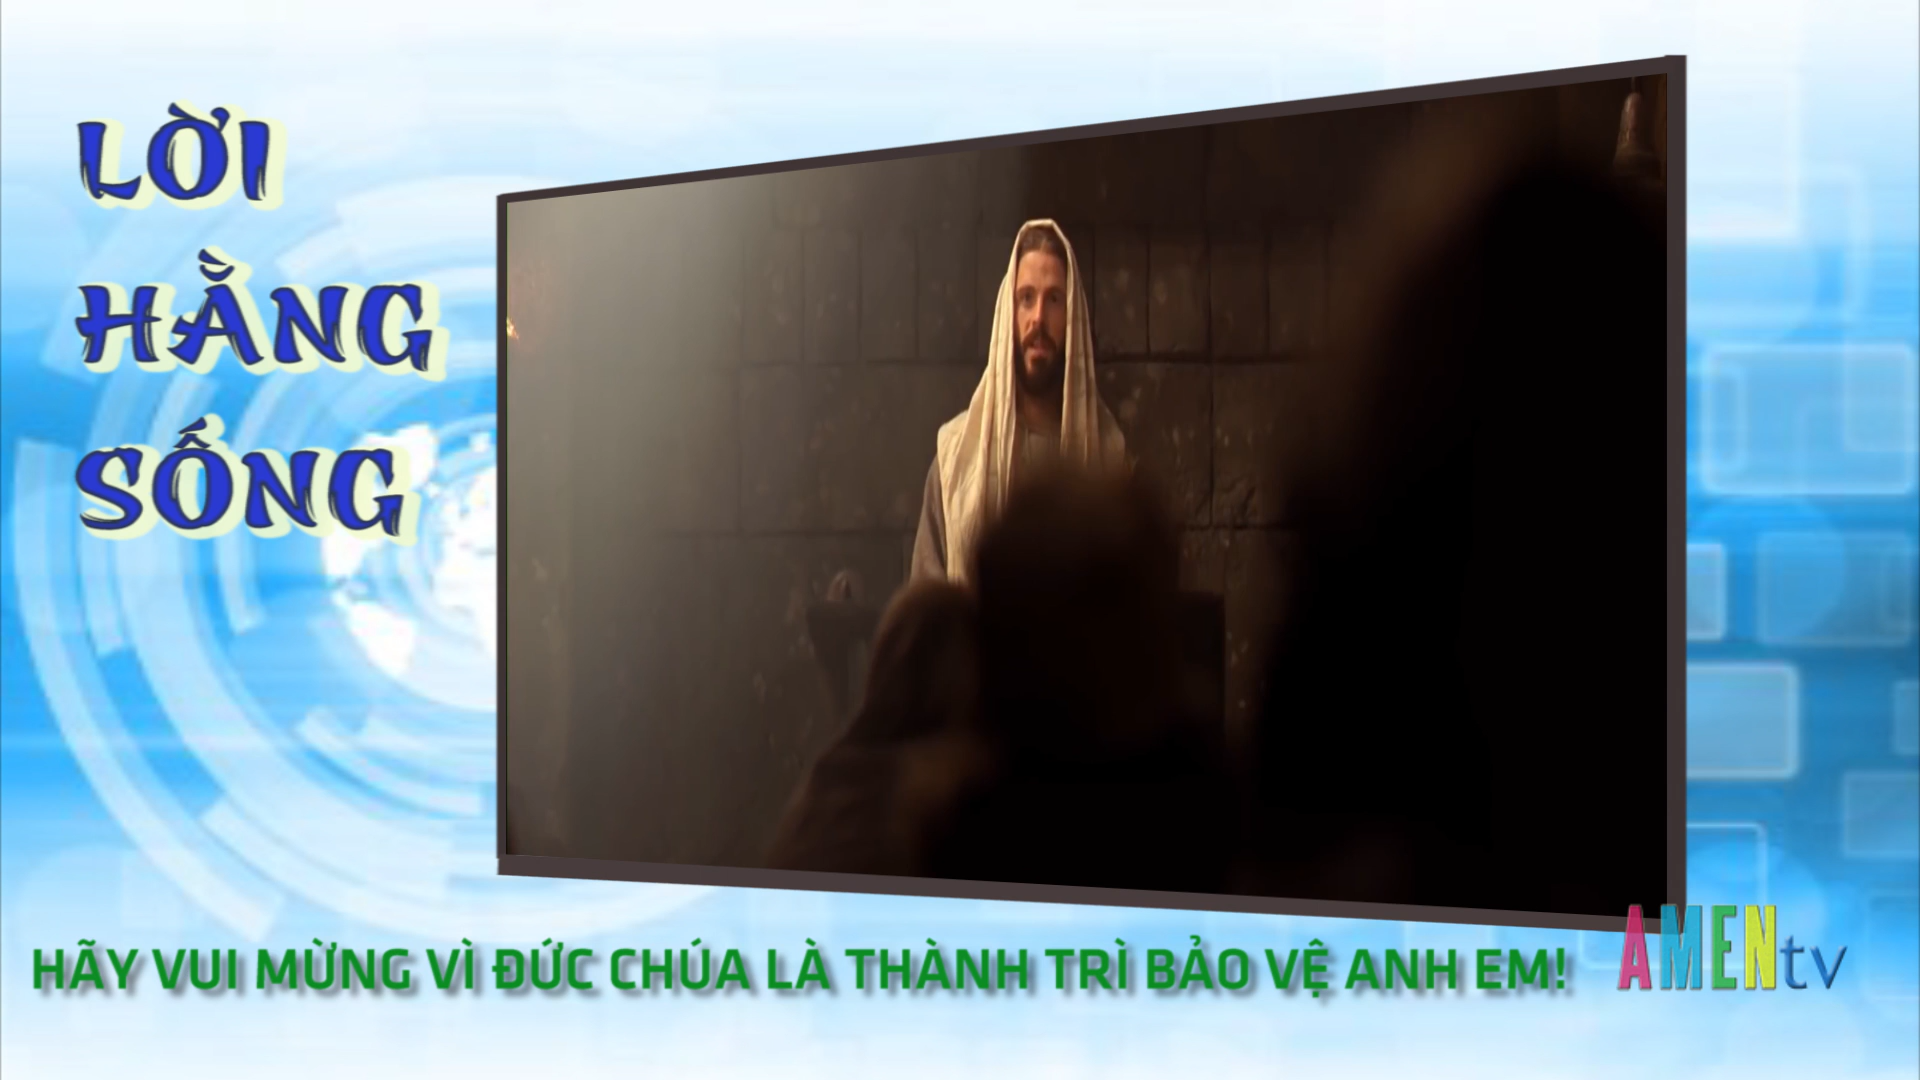 LỜI
HẰNG
SỐNG
HÃY VUI MỪNG VÌ ĐỨC CHÚA LÀ THÀNH TRÌ BẢO VỆ ANH EM!
AMENtv